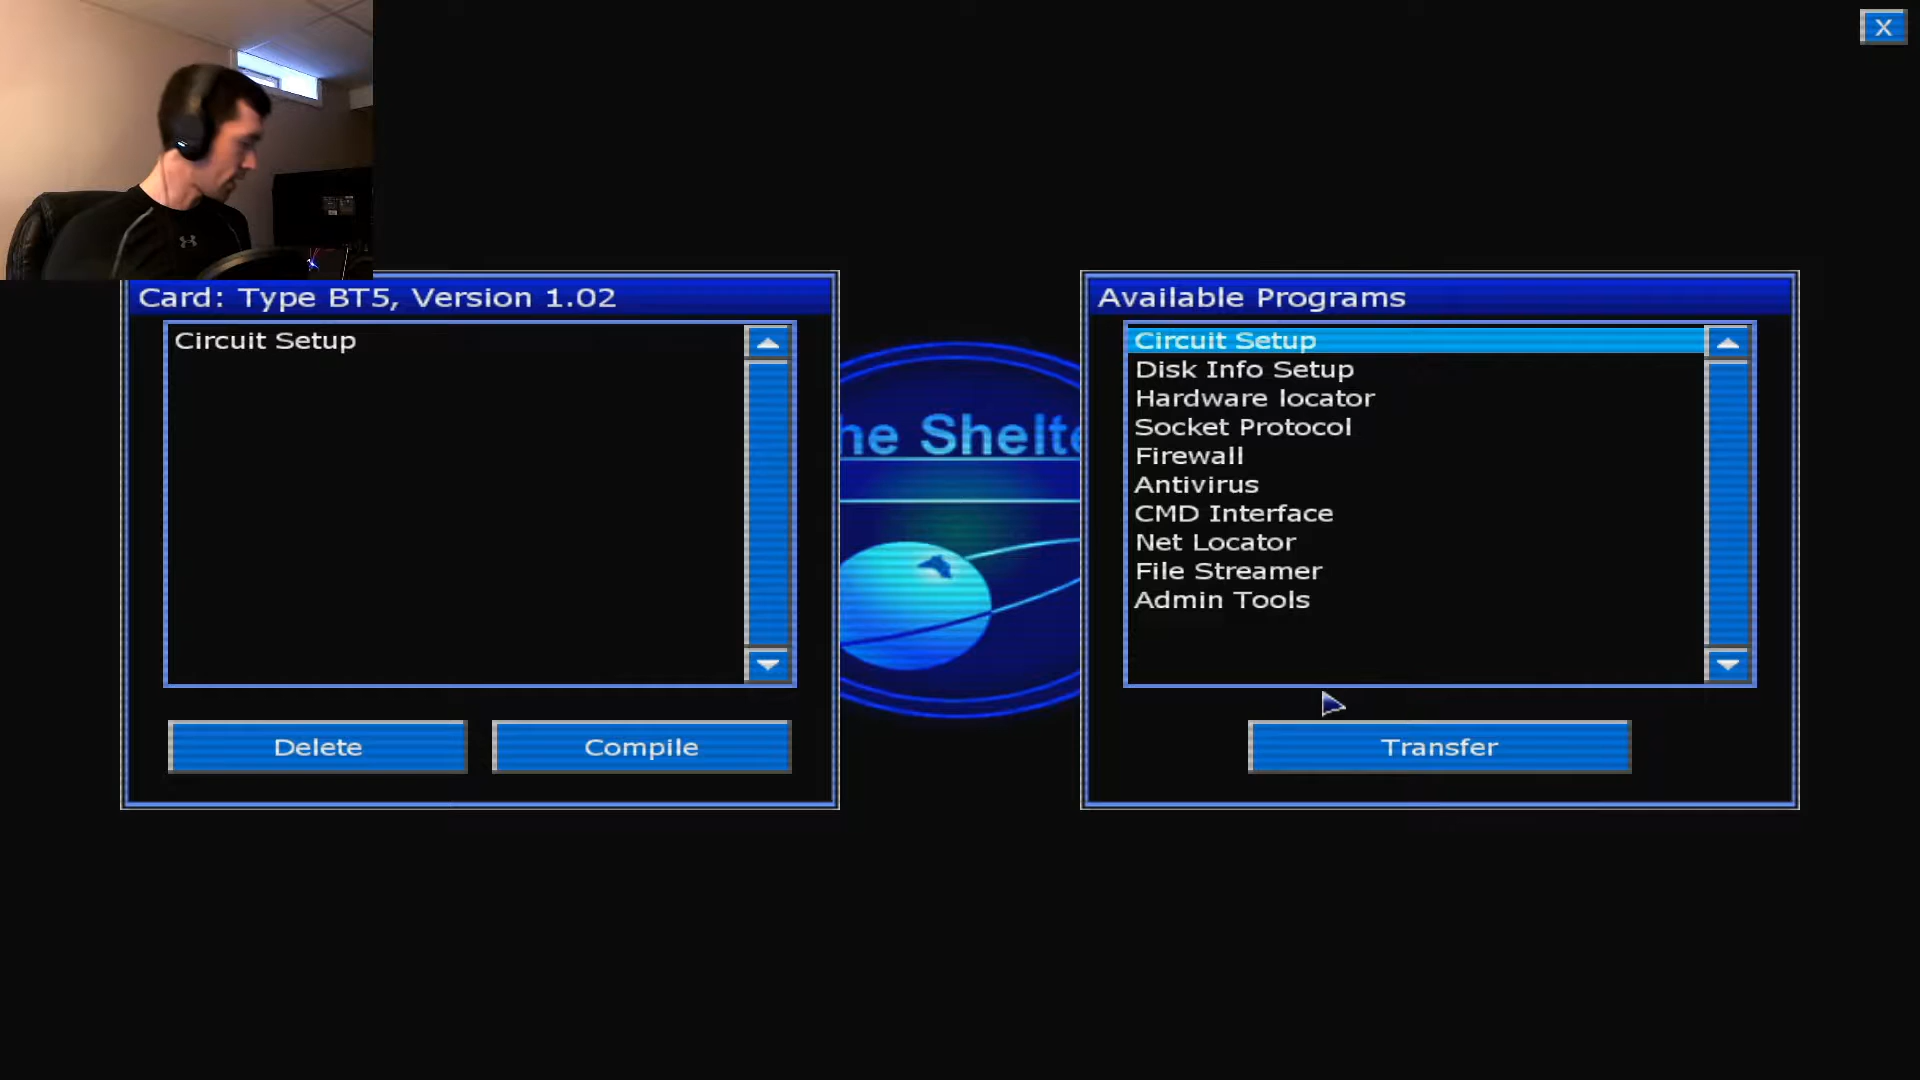 X
Card: Type BT5, Version 1.02
Circuit Setup
Delete
Compile
he Shelte
Available Programs
Circuit Setup
Disk Info Setup
Hardware locator
Socket Protocol
Firewall
Antivirus
CMD Interface
Net Locator
File Streamer
Admin Tools
Transfer